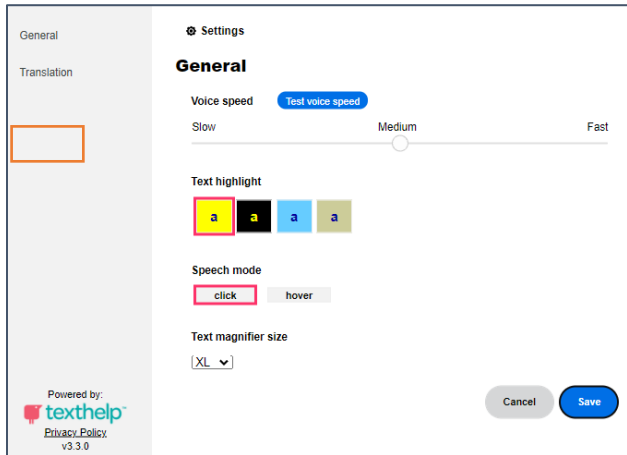 General
Translation
Settings
General
Voice speed Test voice speed
Slow Medium Fast
Text highlight
a a a a
Speech mode
click hover
Text magnifier size
XL
Cancel Save
Powered by:
texthelp
Privacy Policy
v3.3.0